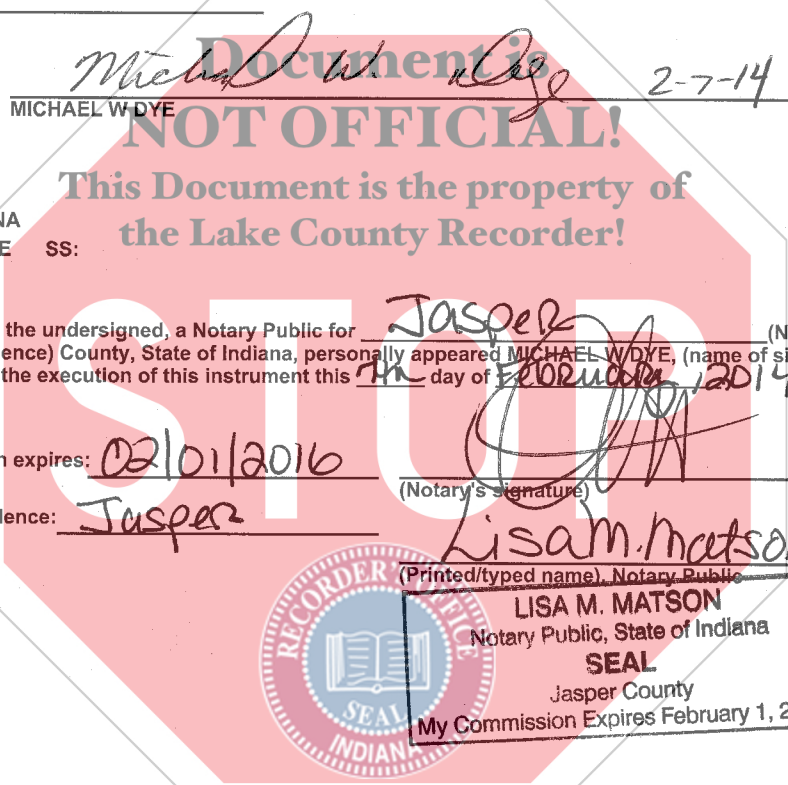 Michael W. Dye 2-7-14
MICHAEL W DYE
Document is
NOT OFFICIAL!
This Document is the property of
the Lake County Recorder!
NA
E SS:
STOP
the undersigned, a Notary Public for Jasper (N
ence) County, State of Indiana, personally appeared MICHAEL W DYE, (name of si
the execution of this instrument this 7th day of February, 2014
n expires: 02/01/2016
(Notary's signature)
dence: Jasper
Lisa M. Matso
(Printed/typed name), Notary Public
LISA M. MATSON
Notary Public, State of Indiana
SEAL
Jasper County
My Commission Expires February 1, 2
RECORDER'S OFFICE
SEAL
INDIANA